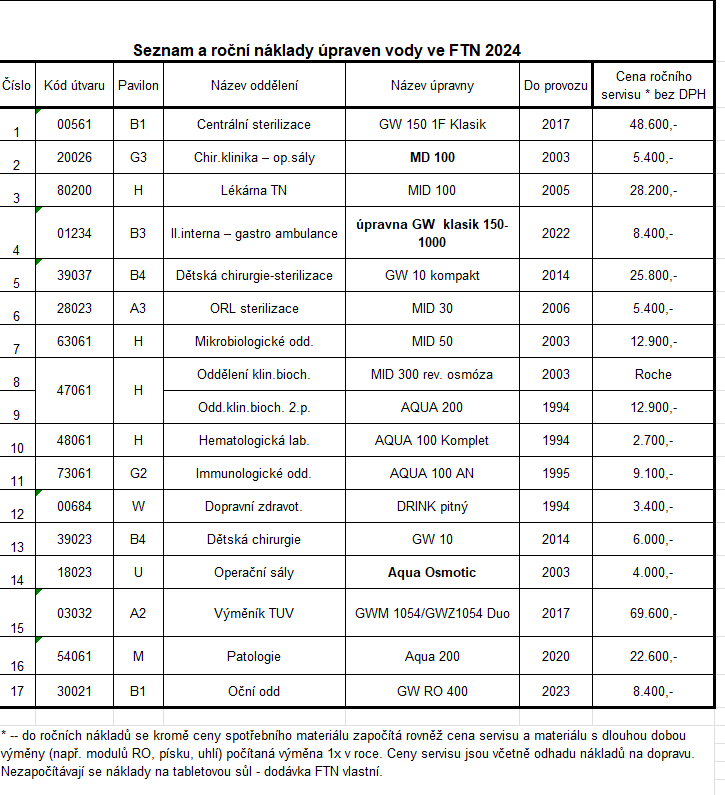 Seznam a roční náklady úpraven vody ve FTN 2024
Číslo Kód útvaru Pavilon Název oddělení Název úpravny Do provozu Cena ročního
servisu * bez DPH
1 00561 B1 Centrální sterilizace GW 150 1F Klasik 2017 48.600,-
2 20026 G3 Chir.klinika – op.sály MD 100 2003 5.400,-
3 80200 H Lékárna TN MID 100 2005 28.200,-
4 01234 B3 II.interna – gastro ambulance úpravna GW klasik 150-
1000 2022 8.400,-
5 39037 B4 Dětská chirurgie-sterilizace GW 10 kompakt 2014 25.800,-
6 28023 A3 ORL sterilizace MID 30 2006 5.400,-
7 63061 H Mikrobiologické odd. MID 50 2003 12.900,-
8 47061 H Oddělení klin.bioch. MID 300 rev. osmóza 2003 Roche
9 Odd.klin.bioch. 2.p. AQUA 200 1994 12.900,-
10 48061 H Hematologická lab. AQUA 100 Komplet 1994 2.700,-
11 73061 G2 Immunologické odd. AQUA 100 AN 1995 9.100,-
12 00684 W Dopravní zdravot. DRINK pitný 1994 3.400,-
13 39023 B4 Dětská chirurgie GW 10 2014 6.000,-
14 18023 U Operační sály Aqua Osmotic 2003 4.000,-
15 03032 A2 Výměník TUV GWM 1054/GWZ1054 Duo 2017 69.600,-
16 54061 M Patologie Aqua 200 2020 22.600,-
17 30021 B1 Oční odd GW RO 400 2023 8.400,-
* -- do ročních nákladů se kromě ceny spotřebního materiálu započítá rovněž cena servisu a materiálu s dlouhou dobou
výměny (např. modulů RO, písku, uhlí) počítaná výměna 1x v roce. Ceny servisu jsou včetně odhadu nákladů na dopravu.
Nezapočítávají se náklady na tabletovou sůl - dodávka FTN vlastní.